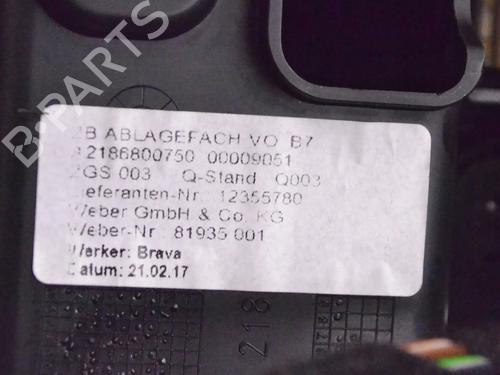 B-PARTS
ZB ABLAGEFACH VO B7
A2186800750 00009051
ZGS 003 Q-Stand Q003
Lieferanten-Nr. 12355780
Weber GmbH & Co. KG
Weber-Nr. 81935 001
Werker: Brava
Datum: 21.02.17
218